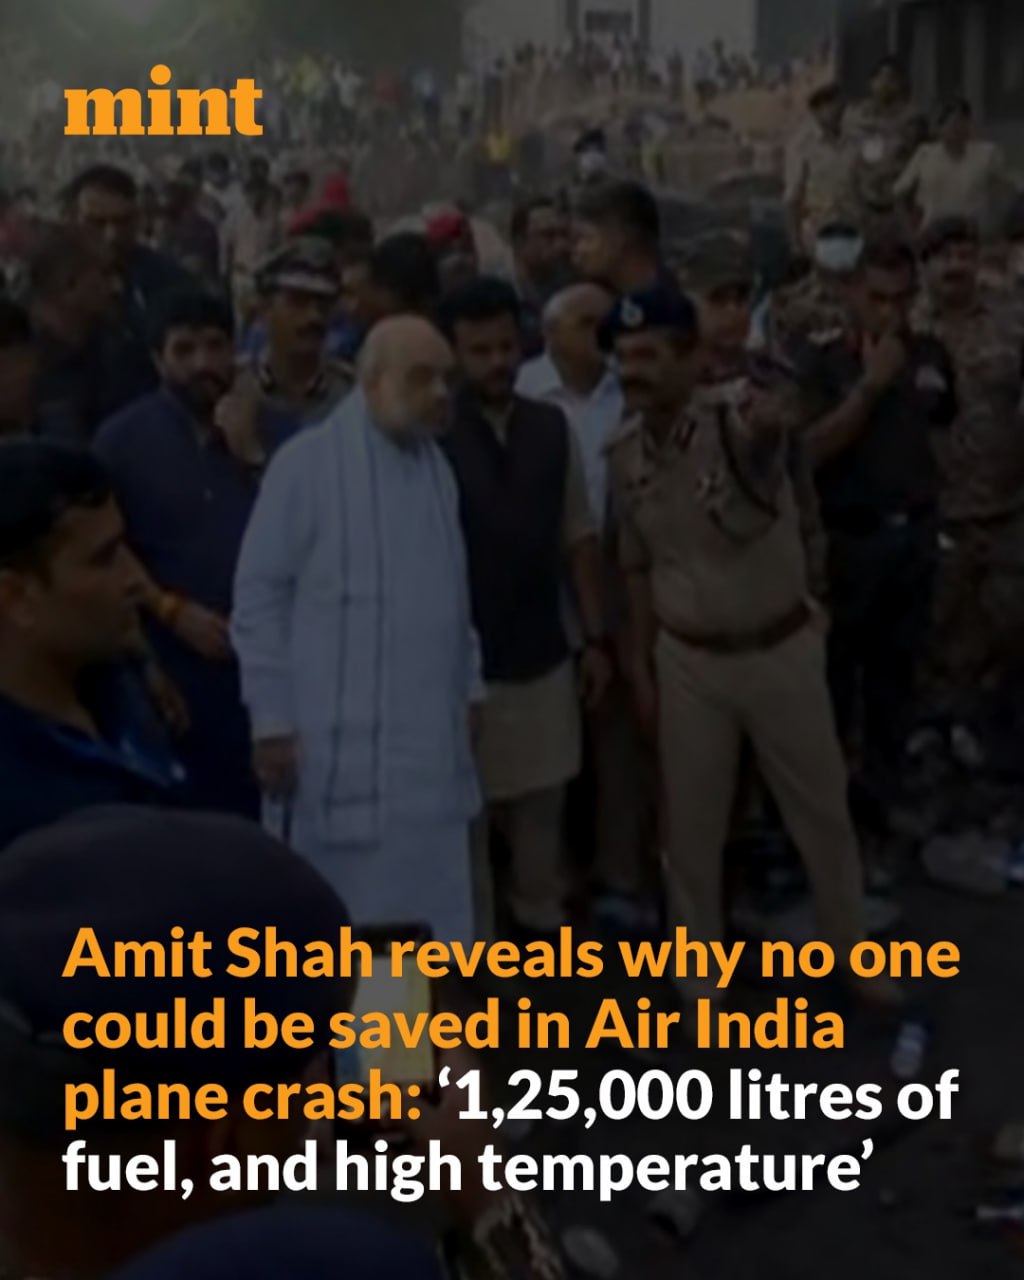 mint
Amit Shah reveals why no one
could be saved in Air India
plane crash: ‘1,25,000 litres of
fuel, and high temperature’